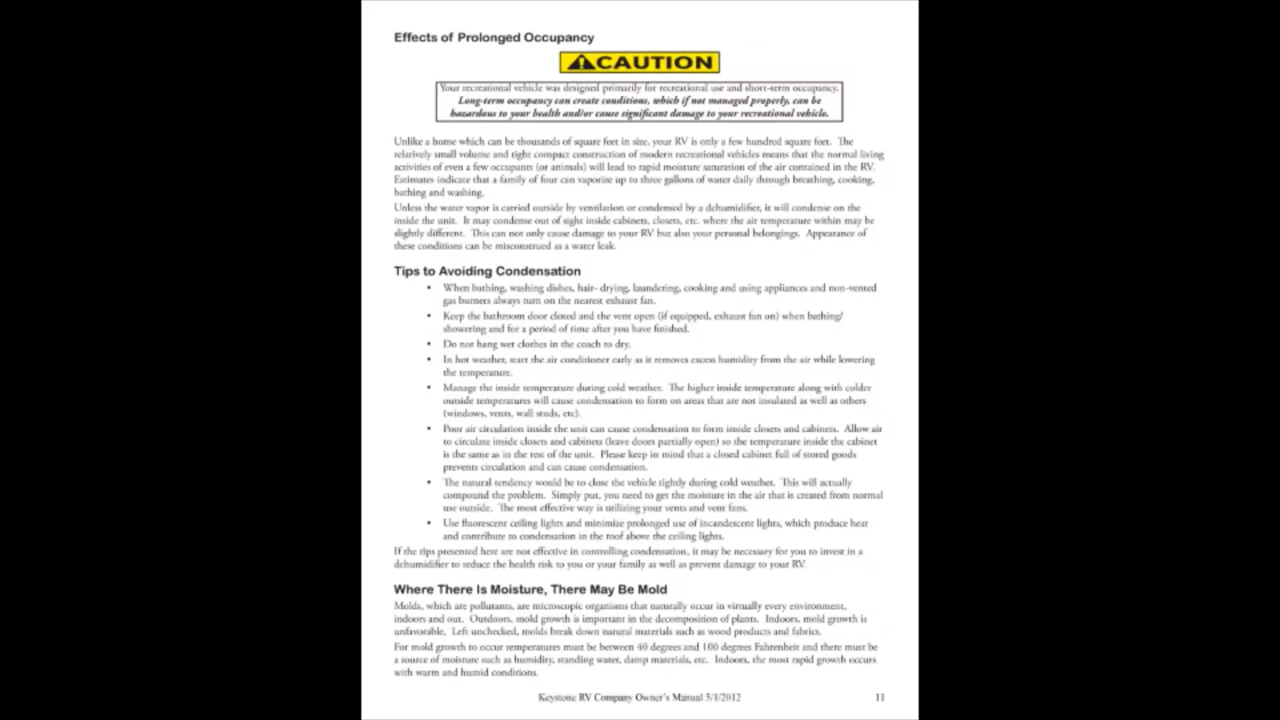 Effects of Prolonged Occupancy
CAUTION
Your recreational vehicle was designed primarily for recreational use and short-term occupancy.
Long-term occupancy can create conditions, which if not managed properly, can be
hazardous to your health and/or cause significant damage to your recreational vehicle.
Unlike a home which can be thousands of square feet in size, your RV is only a few hundred square feet. The
relatively small volume and tight compact construction of modern recreational vehicles means that the normal living
activities of even a few occupants (or animals) will lead to rapid moisture saturation of the air contained in the RV.
Estimates indicate that a family of four can vaporize up to three gallons of water daily through breathing, cooking,
bathing and washing.
Unless the water vapor is carried outside by ventilation or condensed by a dehumidifier, it will condense on the
inside the unit. It may condense out of sight inside cabinets, closets, etc. where the air temperature within may be
slightly different. This can not only cause damage to your RV but also your personal belongings. Appearance of
these conditions can be misconstrued as a water leak.
Tips to Avoiding Condensation
• When bathing, washing dishes, hair- drying, laundering, cooking and using appliances and non-vented
gas burners always turn on the nearest exhaust fan.
• Keep the bathroom door closed and the vent open (if equipped, exhaust fan on) when bathing/
showering and for a period of time after you have finished.
• Do not hang wet clothes in the coach to dry.
• In hot weather, start the air conditioner early as it removes excess humidity from the air while lowering
the temperature.
• Manage the inside temperature during cold weather. The higher inside temperature along with colder
outside temperatures will cause condensation to form on areas that are not insulated as well as others
(windows, vents, wall studs, etc).
• Poor air circulation inside the unit can cause condensation to form inside closets and cabinets. Allow air
to circulate inside closets and cabinets (leave doors partially open) so the temperature inside the cabinet
is the same as in the rest of the unit. Please keep in mind that a closed cabinet full of stored goods
prevents circulation and can cause condensation.
• The natural tendency would be to close the vehicle tightly during cold weather. This will actually
compound the problem. Simply put, you need to get the moisture in the air that is created from normal
use outside. The most effective way is utilizing your vents and vent fans.
• Use fluorescent ceiling lights and minimize prolonged use of incandescent lights, which produce heat
and contribute to condensation in the roof above the ceiling lights.
If the tips presented here are not effective in controlling condensation, it may be necessary for you to invest in a
dehumidifier to reduce the health risk to you or your family as well as prevent damage to your RV.
Where There Is Moisture, There May Be Mold
Molds, which are pollutants, are microscopic organisms that naturally occur in virtually every environment,
indoors and out. Outdoors, mold growth is important in the decomposition of plants. Indoors, mold growth is
unfavorable. Left unchecked, molds break down natural materials such as wood products and fabrics.
For mold growth to occur temperatures must be between 40 degrees and 100 degrees Fahrenheit and there must be
a source of moisture such as humidity, standing water, damp materials, etc. Indoors, the most rapid growth occurs
with warm and humid conditions.
Keystone RV Company Owner's Manual 5/1/2012 11